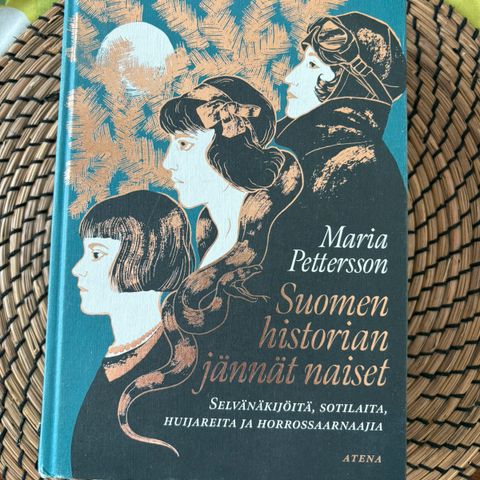 Maria
Pettersson
Suomen
historian
jännät naiset
Selvänäkijöitä, sotilaita,
huijareita ja horrossaarnaajia
ATENA